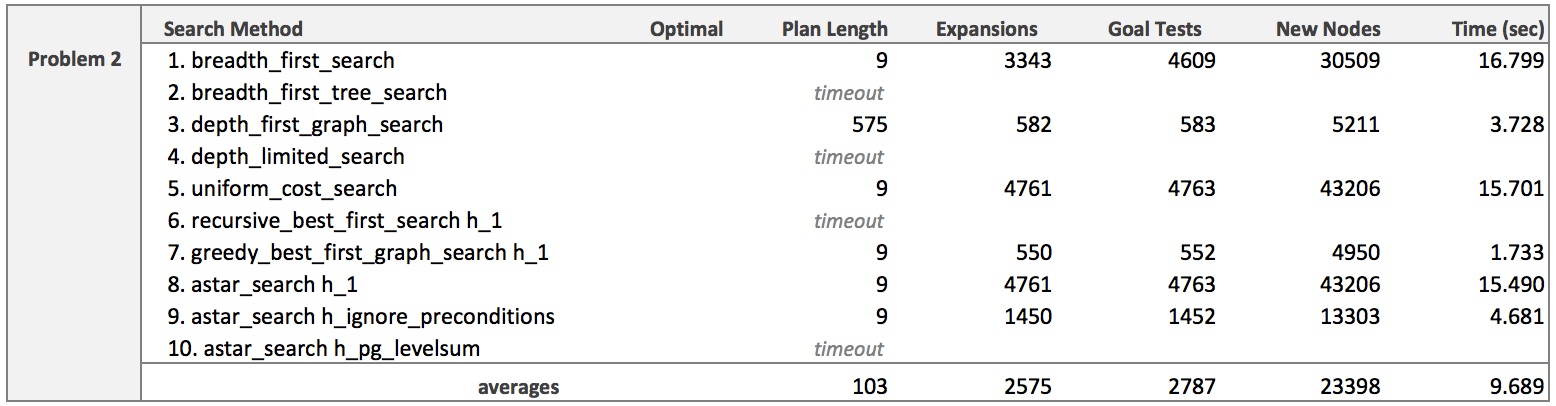 Search Method Optimal Plan Length Expansions Goal Tests New Nodes Time (sec)
Problem 2 1. breadth_first_search 9 3343 4609 30509 16.799
2. breadth_first_tree_search timeout
3. depth_first_graph_search 575 582 583 5211 3.728
4. depth_limited_search timeout
5. uniform_cost_search 9 4761 4763 43206 15.701
6. recursive_best_first_search h_1 timeout
7. greedy_best_first_graph_search h_1 9 550 552 4950 1.733
8. astar_search h_1 9 4761 4763 43206 15.490
9. astar_search h_ignore_preconditions 9 1450 1452 13303 4.681
10. astar_search h_pg_levelsum timeout
averages 103 2575 2787 23398 9.689